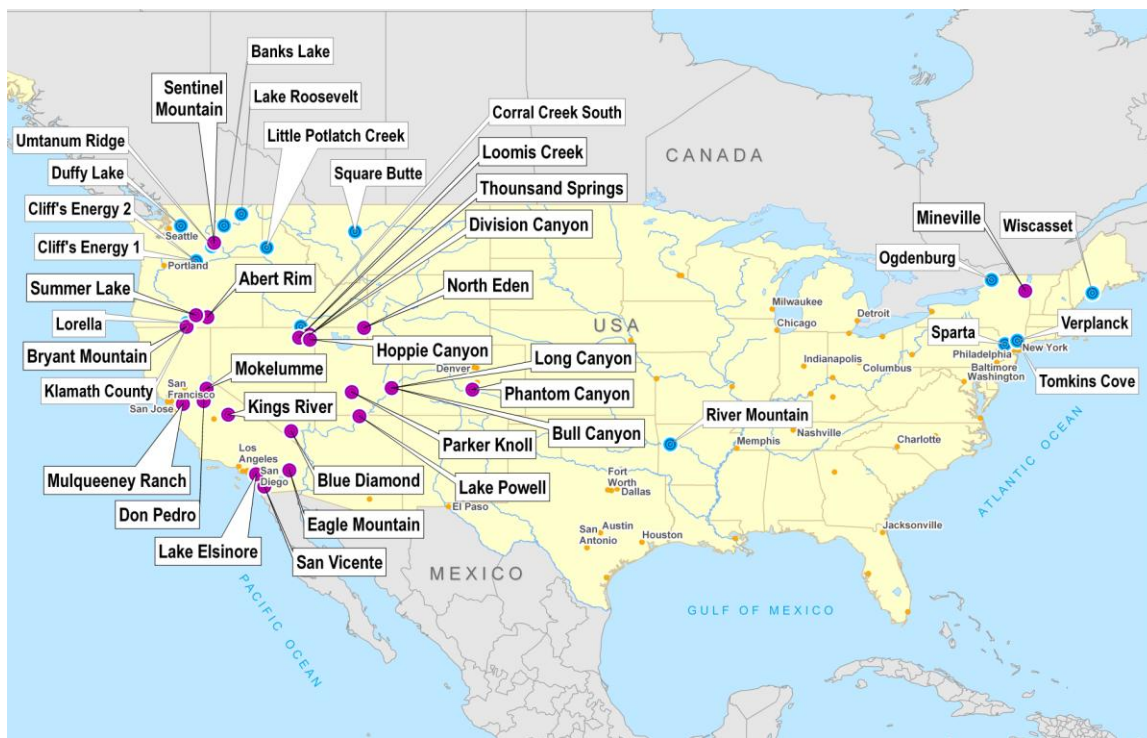 Banks Lake
Sentinel
Mountain
Lake Roosevelt
Corral Creek South
Umtanum Ridge
Little Potlatch Creek
Loomis Creek
Duffy Lake
Square Butte
Thounsand Springs
CANADA
Cliff's Energy 2
Division Canyon
Mineville
Wiscasset
Seattle
Cliff's Energy 1
Ogdenburg
Portland
Abert Rim
Summer Lake
North Eden
Milwaukee
Detroit
Lorella
USA
Chicago
Sparta
Verplanck
Bryant Mountain
Hoppie Canyon
Long Canyon
New York
Philadelphia
Indianapolis
Baltimore
Columbus
Washington
Tomkins Cove
Mokelumme
Denver
Klamath County
San
Francisco
Phantom Canyon
San Jose
Kings River
River Mountain
Nashville
Parker Knoll
Bull Canyon
Memphis
Charlotte
ATLANTIC OCEAN
Los
Angeles
San
Diego
Blue Diamond
Mulqueeney Ranch
Lake Powell
Fort
Worth
Dallas
El Paso
Don Pedro
Eagle Mountain
Jacksonville
San
Antonio
Austin
Houston
Lake Elsinore
San Vicente
MEXICO
PACIFIC OCEAN
GULF OF MEXICO